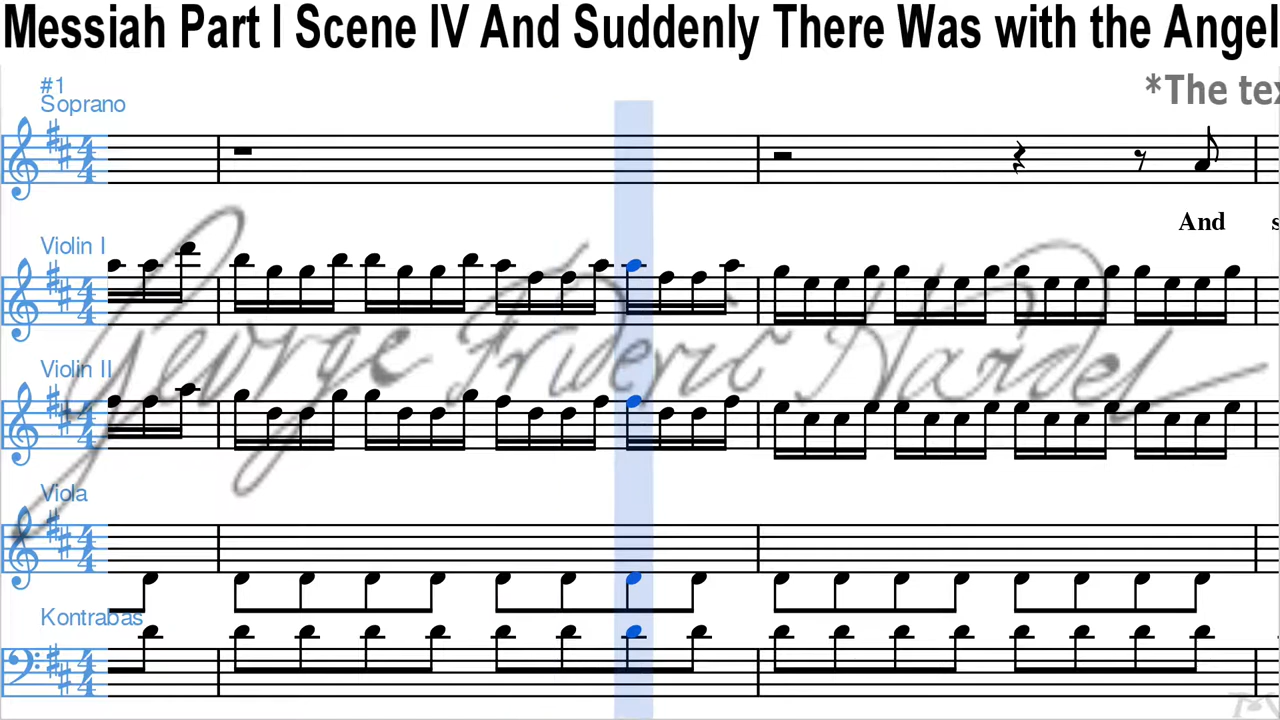 Messiah Part I Scene IV And Suddenly There Was with the Angel
#1
*The tex
Soprano
And s
Violin I
George Frideric Handel
Violin II
Viola
Kontrabas